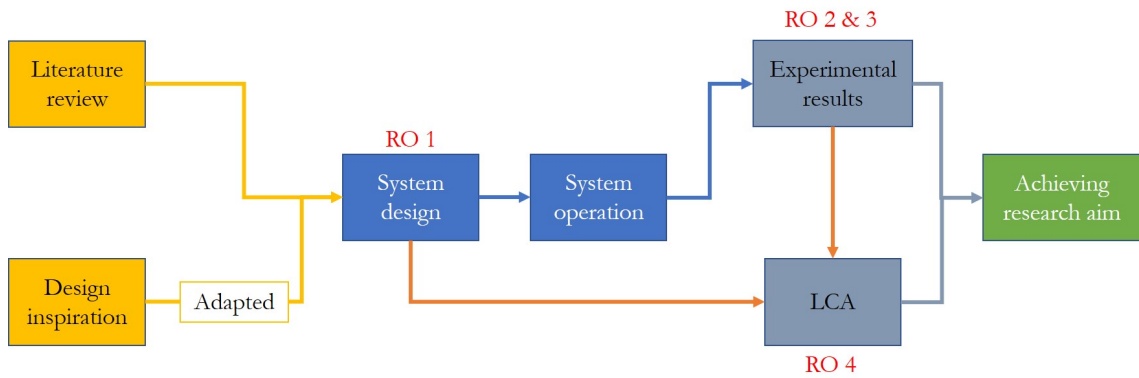 RO 2 & 3
Literature
review
Experimental
results
RO 1
System
design
System
operation
Achieving
research aim
Design
inspiration
Adapted
LCA
RO 4